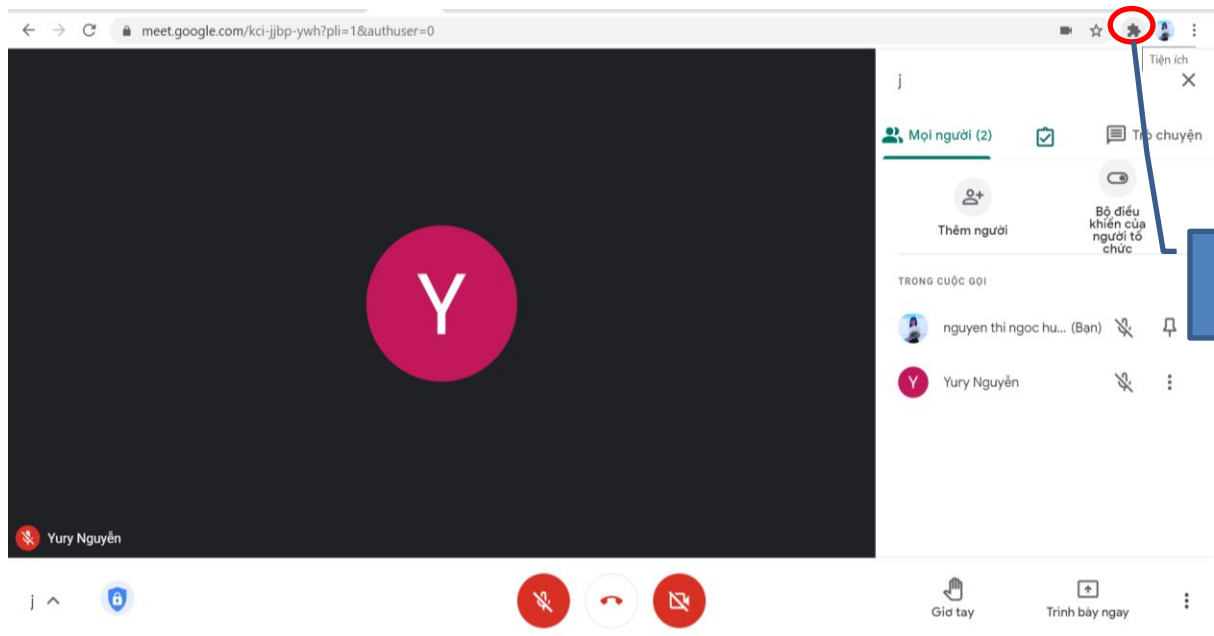 meet.google.com/kci-jjbp-ywh?pli=1&authuser=0
Tiện ích
j
Mọi người (2)
Trò chuyện
Thêm người
Bộ điều
khiển của
người tổ
chức
TRONG CUỘC GỌI
nguyen thi ngoc hu... (Bạn)
Y
Y
Yury Nguyễn
Yury Nguyễn
j
Giơ tay
Trình bày ngay